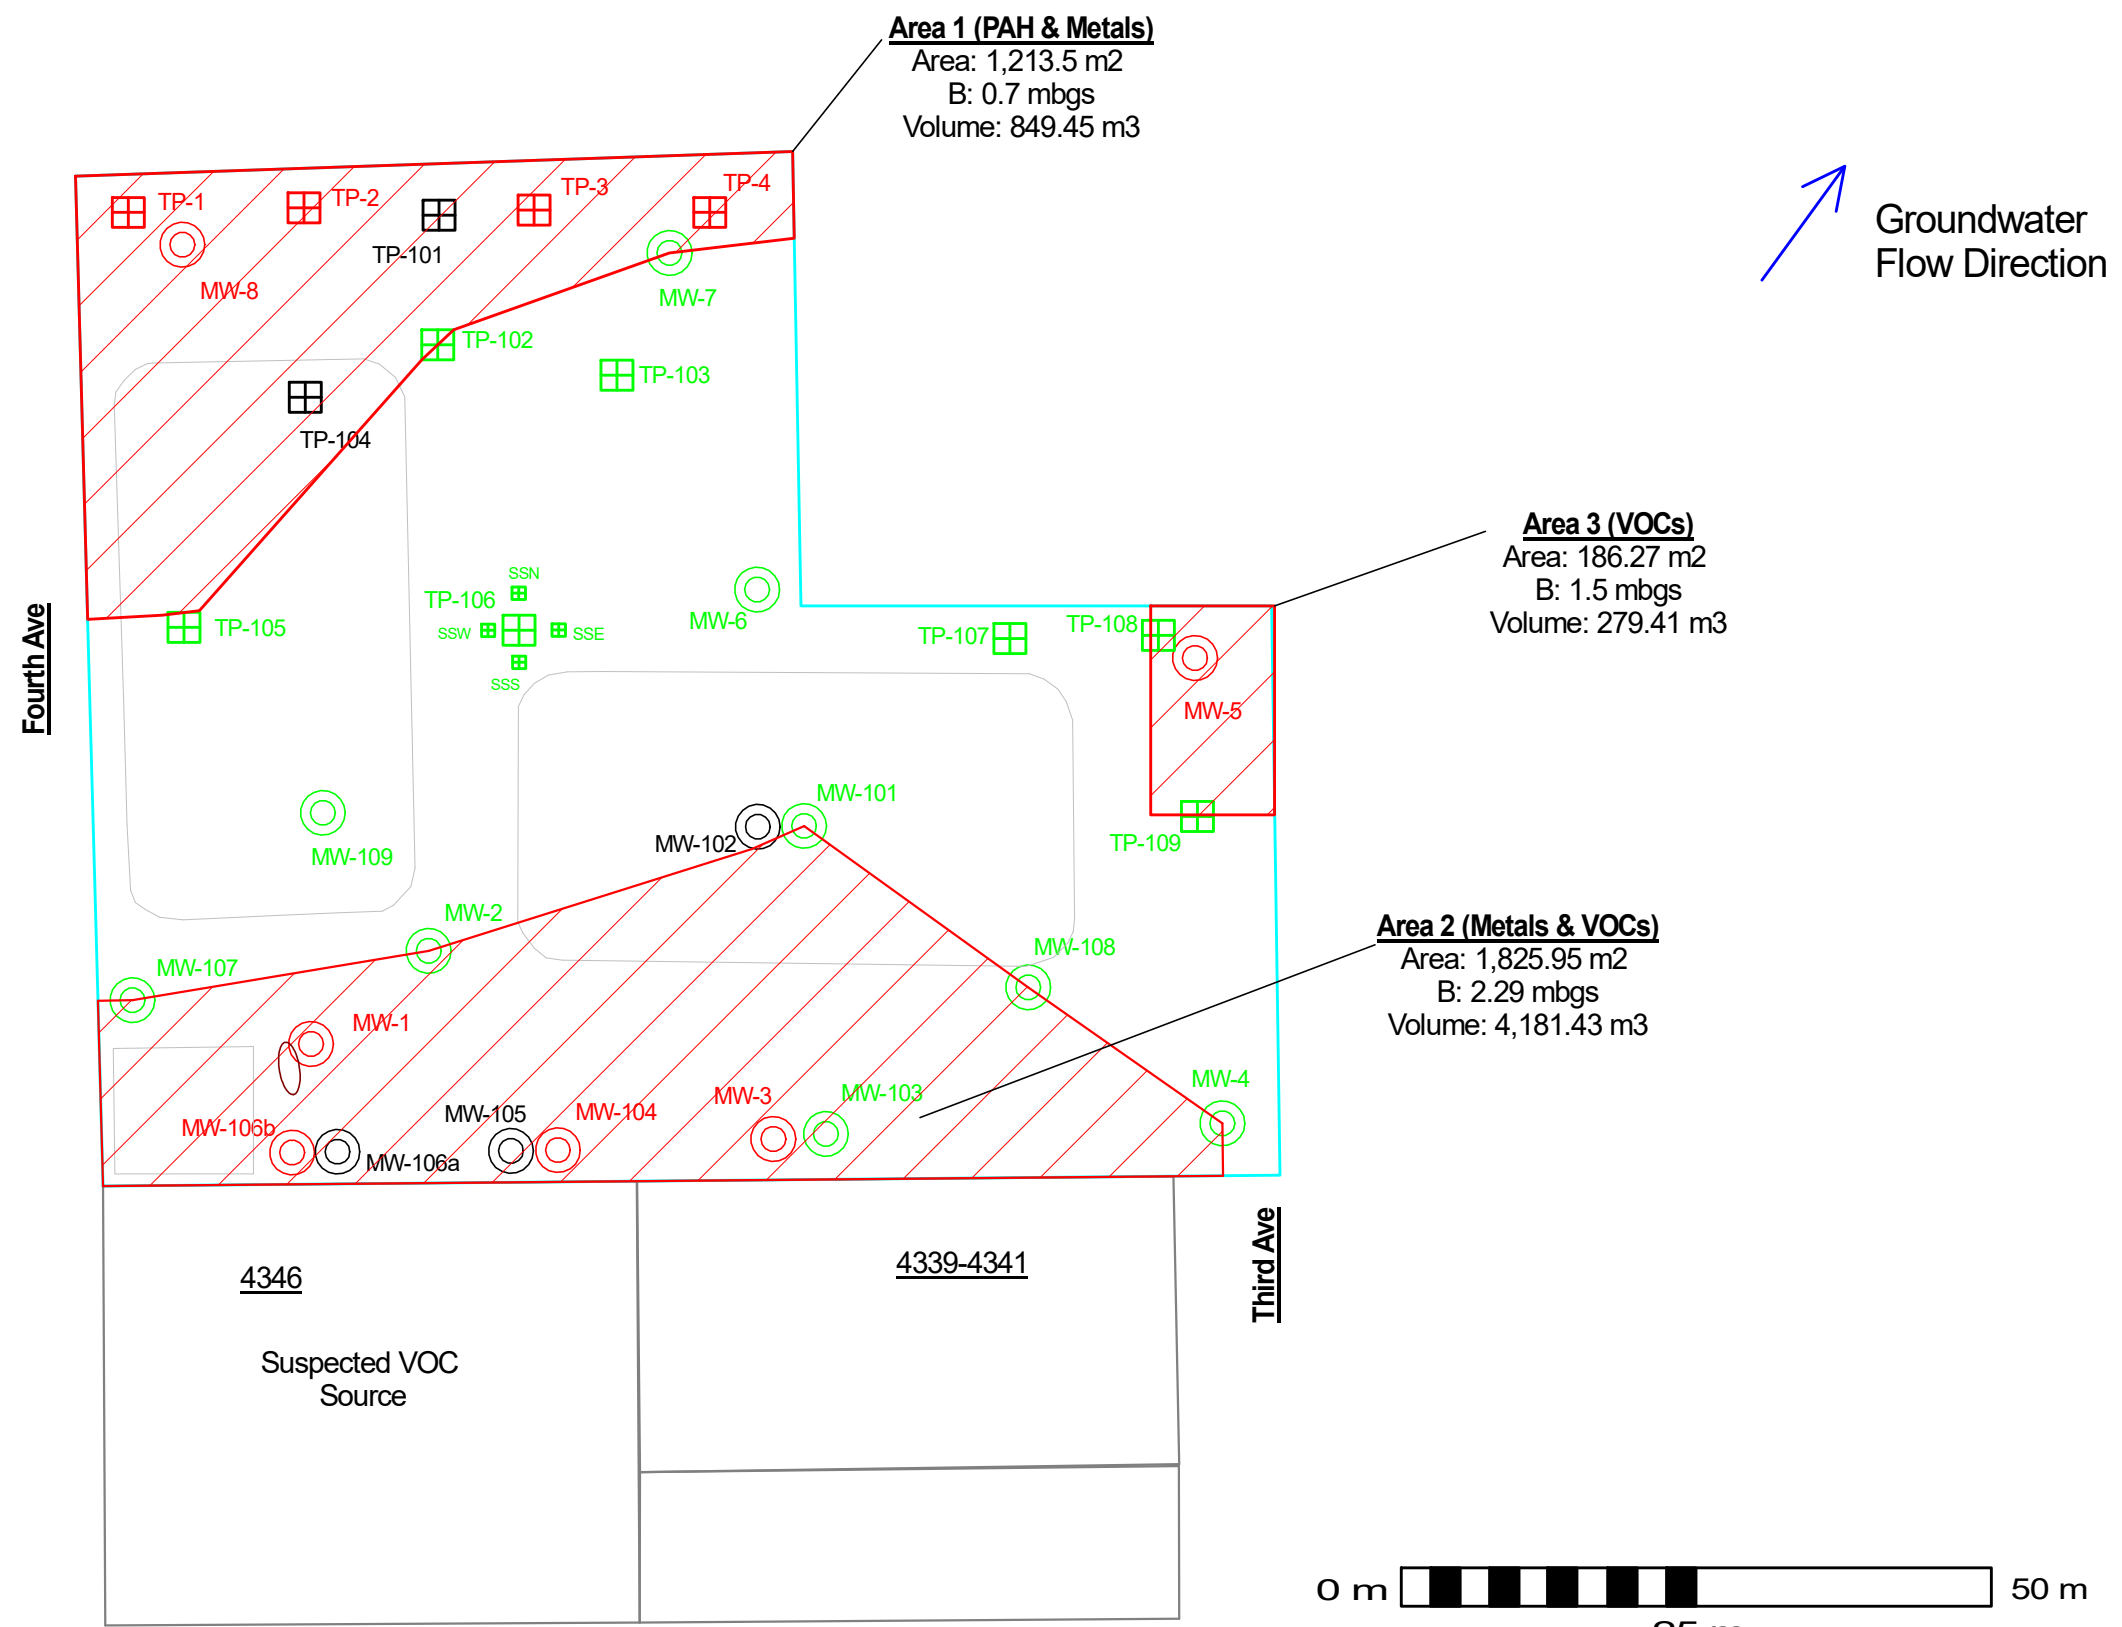 Area 1 (PAH & Metals)
Area: 1,213.5 m2
B: 0.7 mbgs
Volume: 849.45 m3
Groundwater
Flow Direction
TP-1
TP-2
TP-3
TP-4
TP-101
MW-8
MW-7
TP-102
TP-103
TP-104
Area 3 (VOCs)
Area: 186.27 m2
B: 1.5 mbgs
Volume: 279.41 m3
SSN
TP-106
SSW
SSE
SSS
TP-105
MW-6
TP-107
TP-108
MW-5
Fourth Ave
MW-101
MW-102
TP-109
MW-109
MW-2
Area 2 (Metals & VOCs)
Area: 1,825.95 m2
B: 2.29 mbgs
Volume: 4,181.43 m3
MW-108
MW-107
MW-1
MW-4
MW-3
MW-103
MW-105
MW-104
MW-106b
MW-106a
Third Ave
4346
4339-4341
Suspected VOC
Source
0 m
50 m